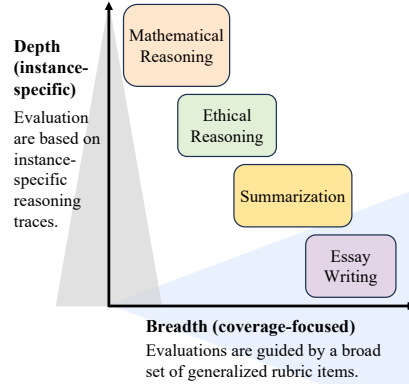 Depth
(instance-
specific)
Evaluation
are based on
instance-
specific
reasoning
traces.
Mathematical
Reasoning
Ethical
Reasoning
Summarization
Essay
Writing
Breadth (coverage-focused)
Evaluations are guided by a broad
set of generalized rubric items.